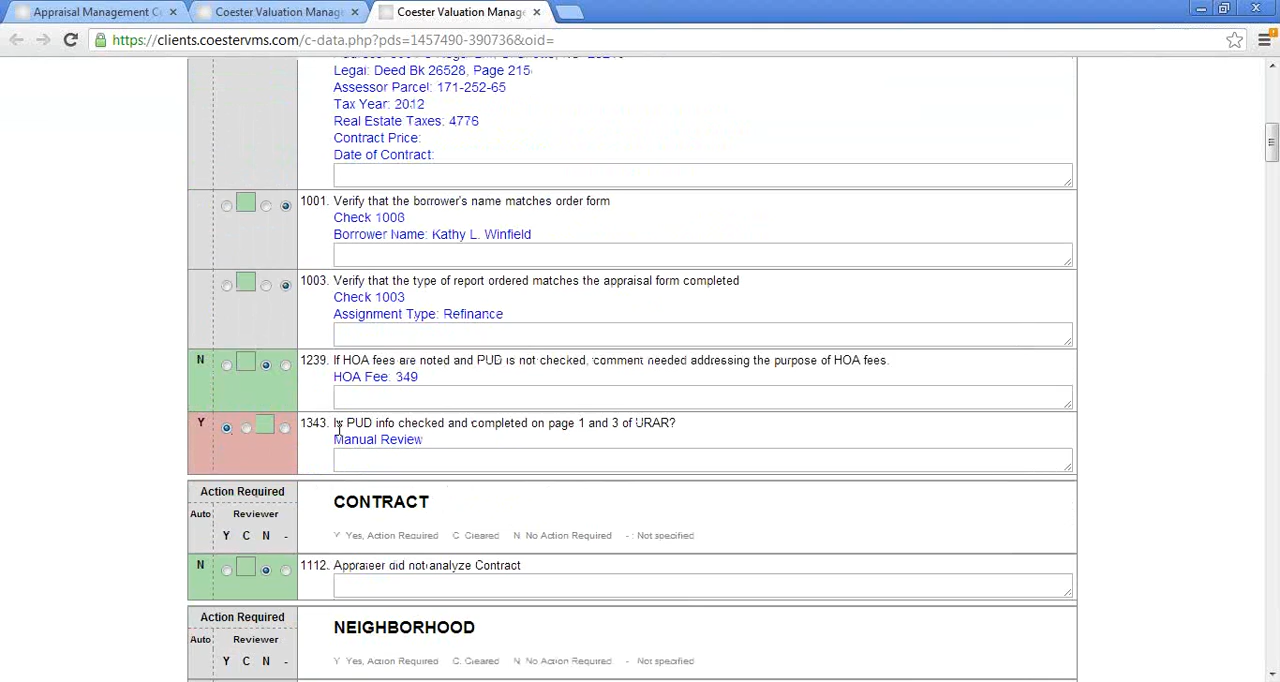 Appraisal Management C
Coester Valuation Manage
Coester Valuation Manage
https://clients.coestervms.com/c-data.php?pds=1457490-390736&oid=
Legal: Deed Bk 26528, Page 215
Assessor Parcel: 171-252-65
Tax Year: 2012
Real Estate Taxes: 4776
Contract Price:
Date of Contract:
1001. Verify that the borrower's name matches order form
Check 1006
Borrower Name: Kathy L. Winfield
1003. Verify that the type of report ordered matches the appraisal form completed
Check 1003
Assignment Type: Refinance
N 1239. If HOA fees are noted and PUD is not checked, comment needed addressing the purpose of HOA fees.
HOA Fee: 349
Y 1343. Is PUD info checked and completed on page 1 and 3 of URAR?
Manual Review
Action Required
CONTRACT
Auto Reviewer
Y C N - Y Yes, Action Required C. Cleared N No Action Required - : Not specified
N 1112. Appraiser did not analyze Contract
Action Required
NEIGHBORHOOD
Auto Reviewer
Y C N - Y Yes, Action Required C. Cleared N No Action Required - Not specified